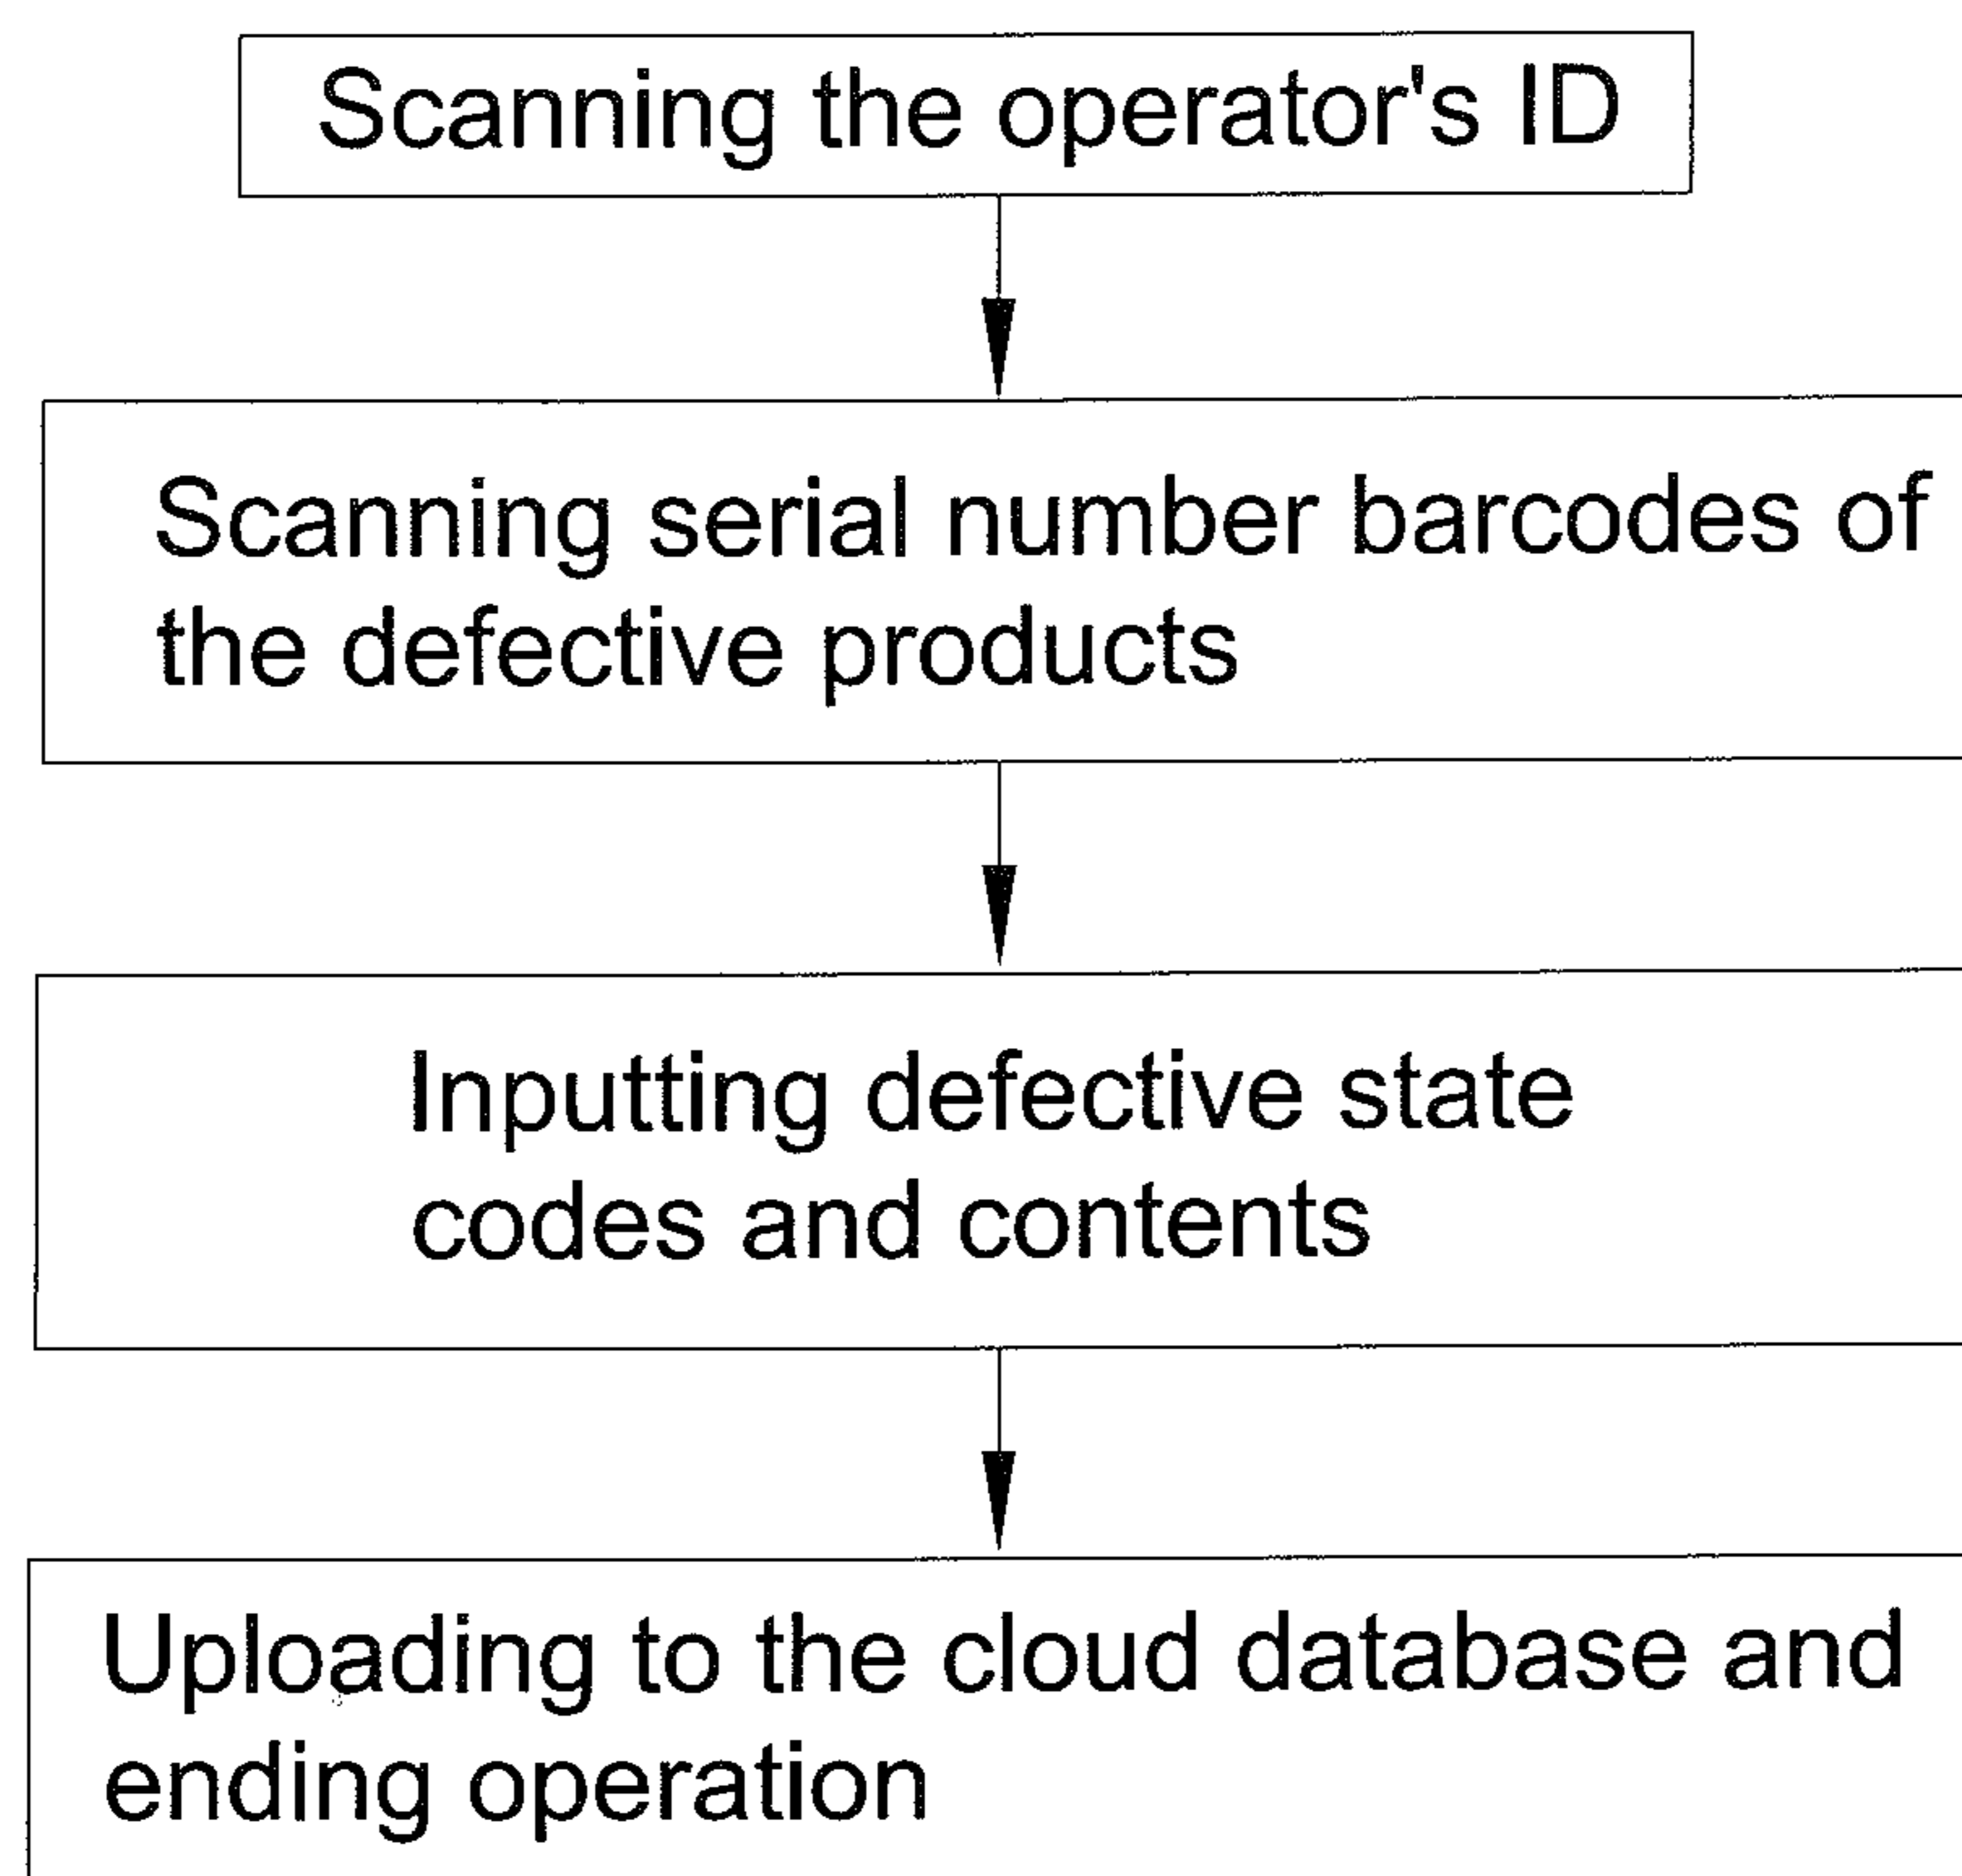 Scanning the operator's ID
Scanning serial number barcodes of
the defective products
Inputting defective state
codes and contents
Uploading to the cloud database and
ending operation